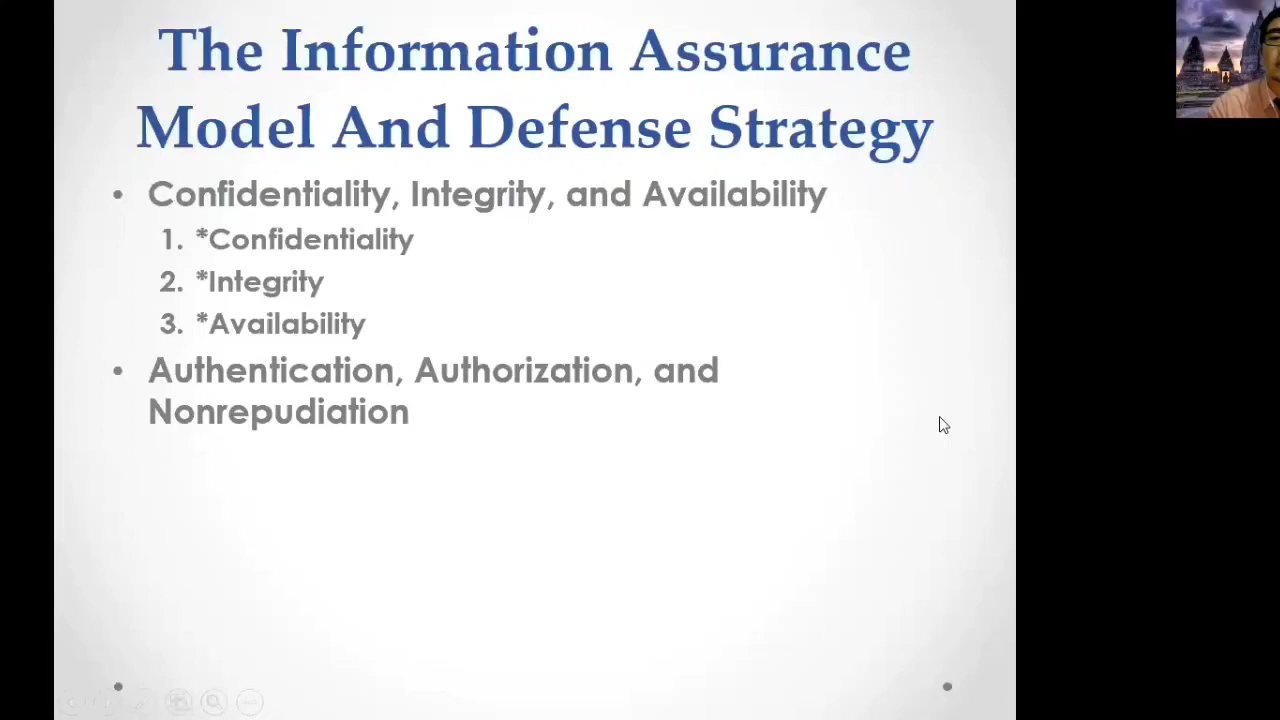 The Information Assurance
Model And Defense Strategy
• Confidentiality, Integrity, and Availability
1. *Confidentiality
2. *Integrity
3. *Availability
• Authentication, Authorization, and
Nonrepudiation